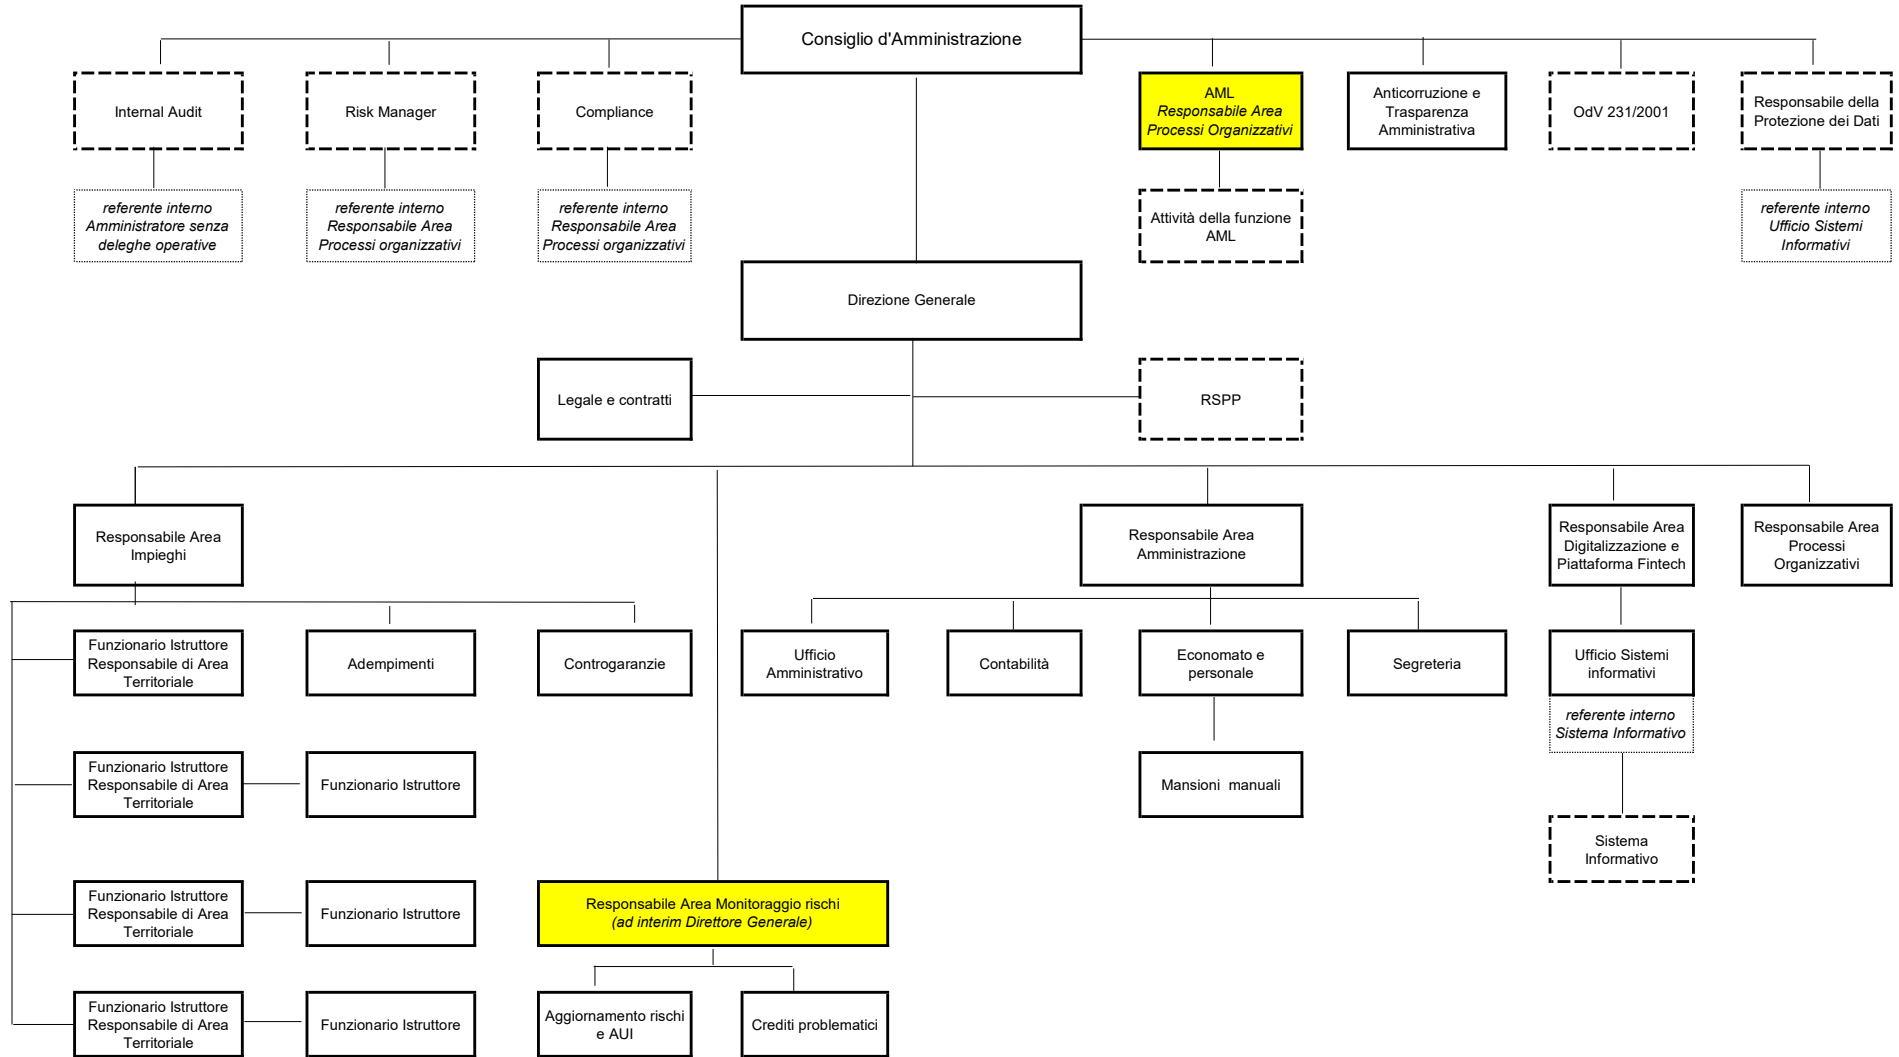 Consiglio d'Amministrazione
Internal Audit
Risk Manager
Compliance
AML
Responsabile Area
Processi Organizzativi
Anticorruzione e
Trasparenza
Amministrativa
OdV 231/2001
Responsabile della
Protezione dei Dati
referente interno
Amministratore senza
deleghe operative
referente interno
Responsabile Area
Processi organizzativi
referente interno
Responsabile Area
Processi organizzativi
Attività della funzione
AML
referente interno
Ufficio Sistemi
Informativi
Direzione Generale
Legale e contratti
RSPP
Responsabile Area
Impieghi
Responsabile Area
Amministrazione
Responsabile Area
Digitalizzazione e
Piattaforma Fintech
Responsabile Area
Processi
Organizzativi
Funzionario Istruttore
Responsabile di Area
Territoriale
Adempimenti
Controgaranzie
Ufficio
Amministrativo
Contabilità
Economato e
personale
Segreteria
Ufficio Sistemi
informativi
referente interno
Sistema Informativo
Funzionario Istruttore
Responsabile di Area
Territoriale
Funzionario Istruttore
Mansioni manuali
Sistema
Informativo
Funzionario Istruttore
Responsabile di Area
Territoriale
Funzionario Istruttore
Responsabile Area Monitoraggio rischi
(ad interim Direttore Generale)
Funzionario Istruttore
Responsabile di Area
Territoriale
Funzionario Istruttore
Aggiornamento rischi
e AUI
Crediti problematici